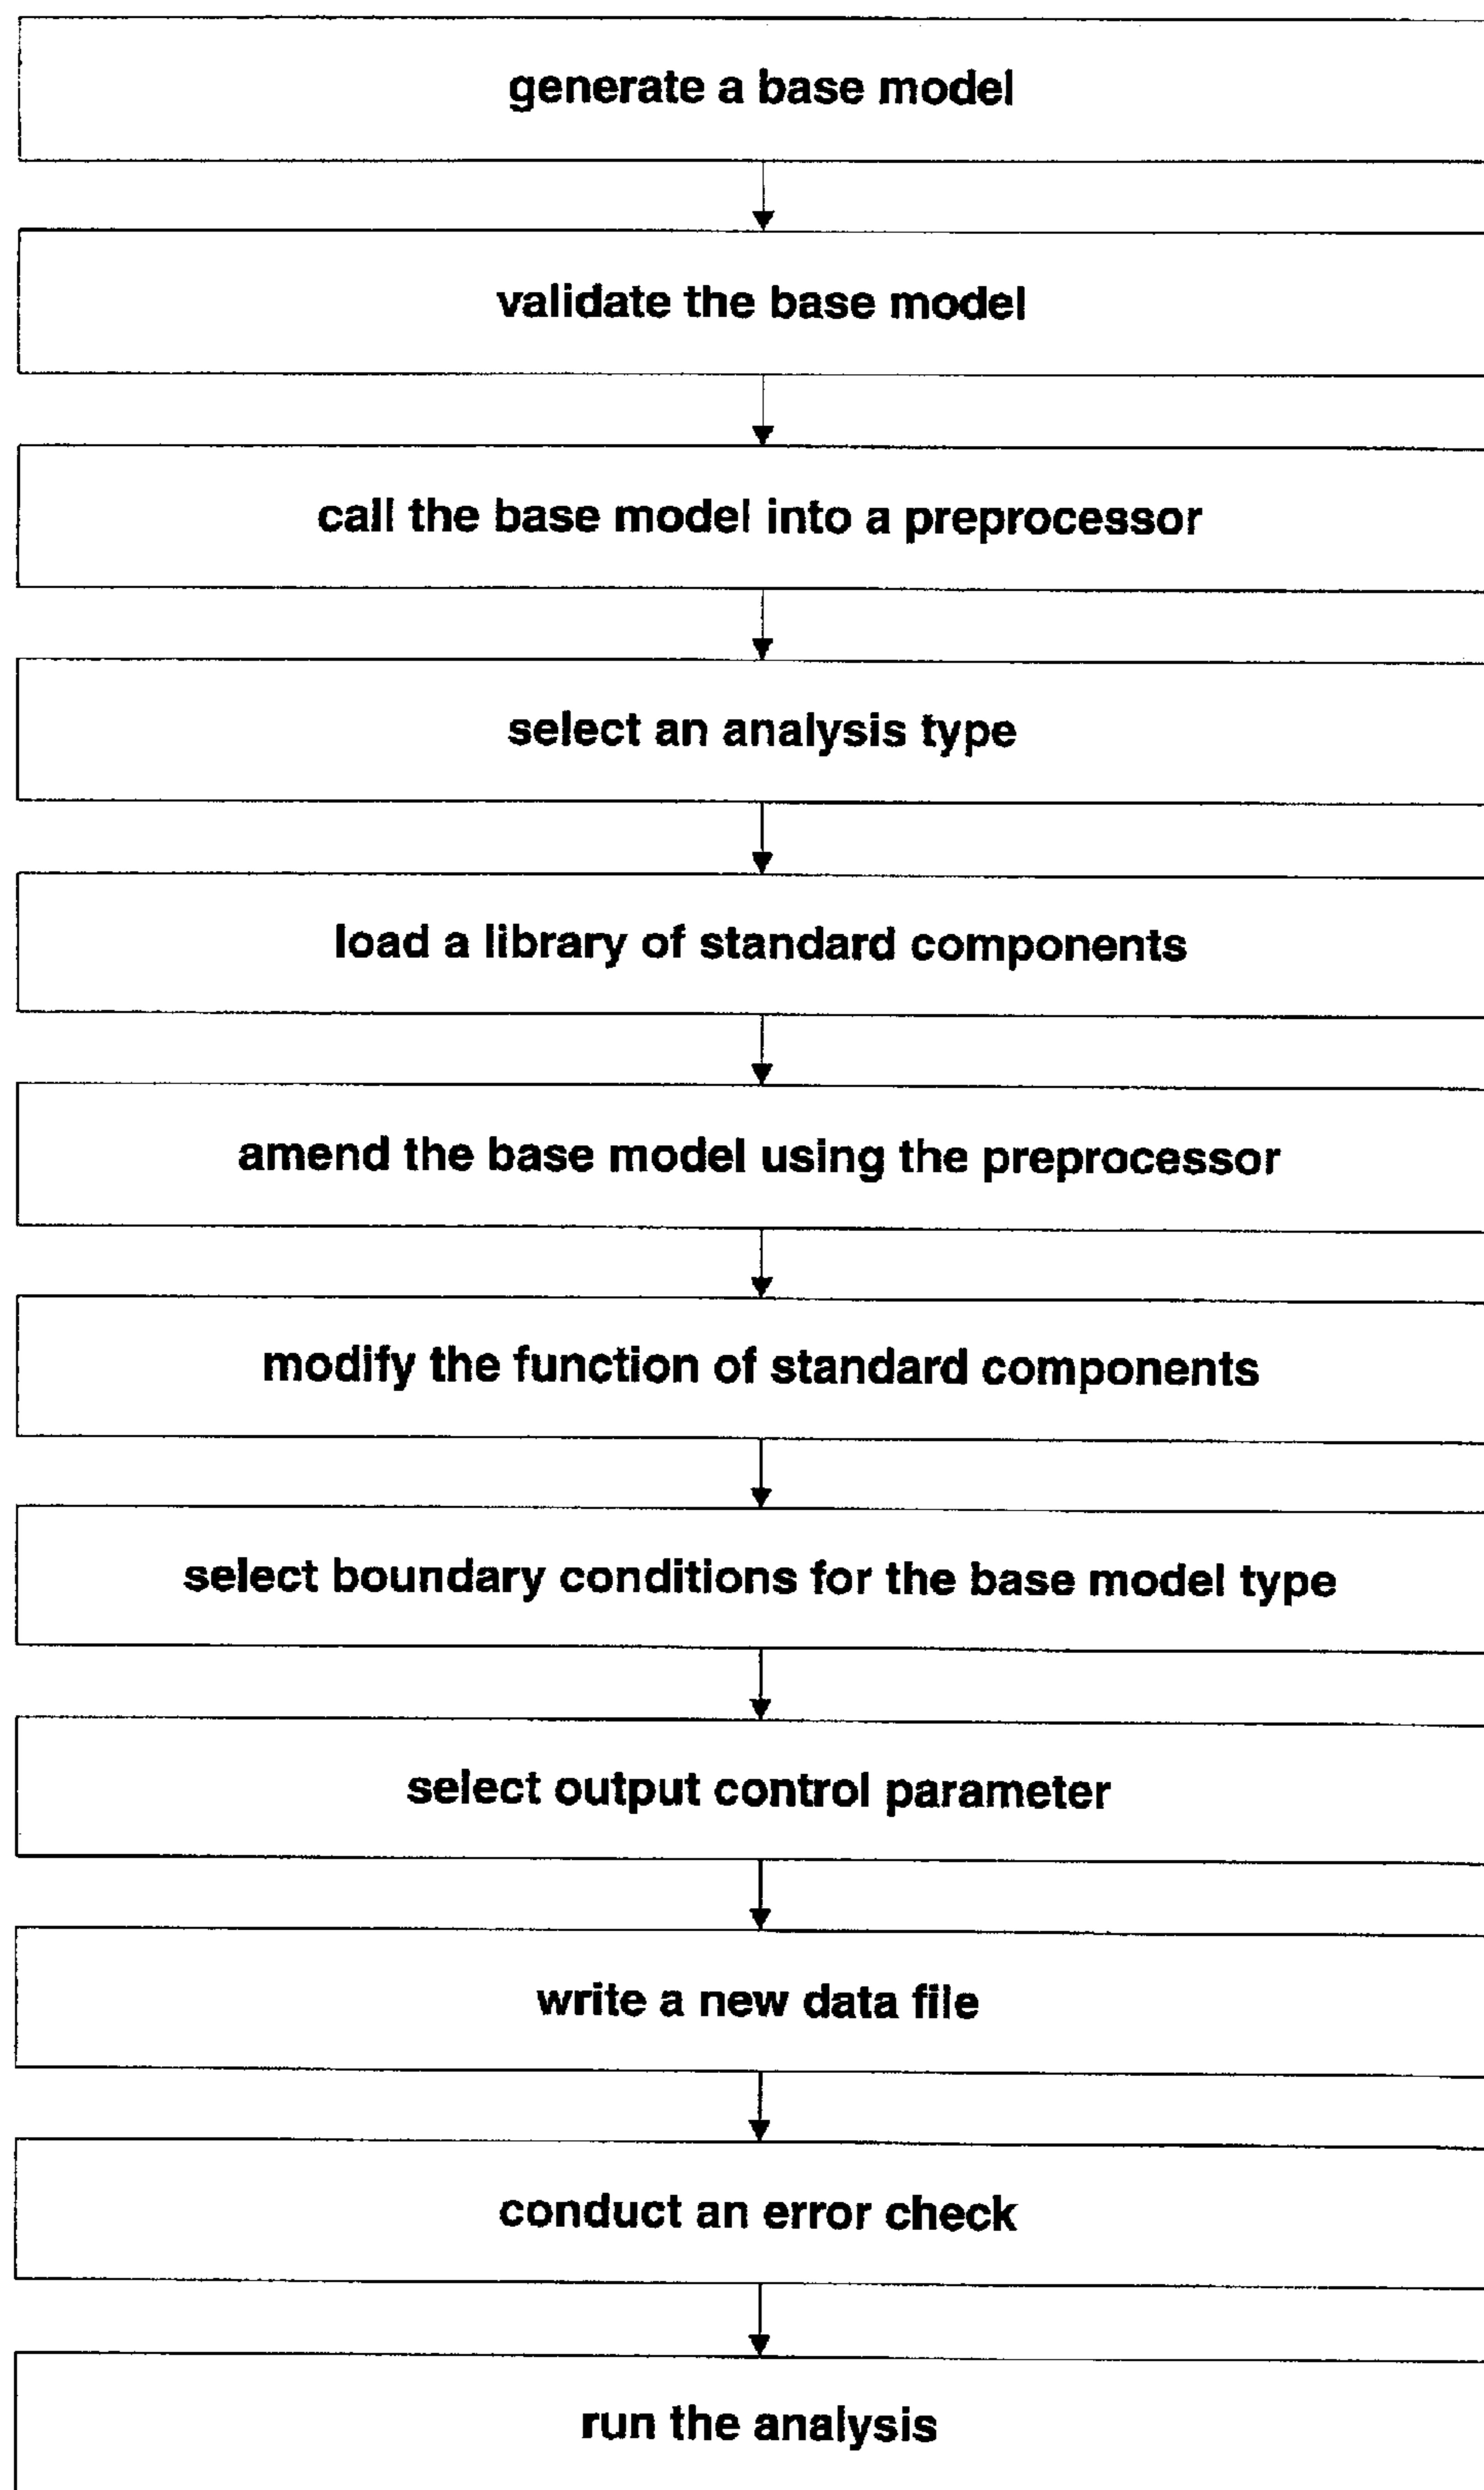 generate a base model
validate the base model
call the base model into a preprocessor
select an analysis type
load a library of standard components
amend the base model using the preprocessor
modify the function of standard components
select boundary conditions for the base model type
select output control parameter
write a new data file
conduct an error check
run the analysis